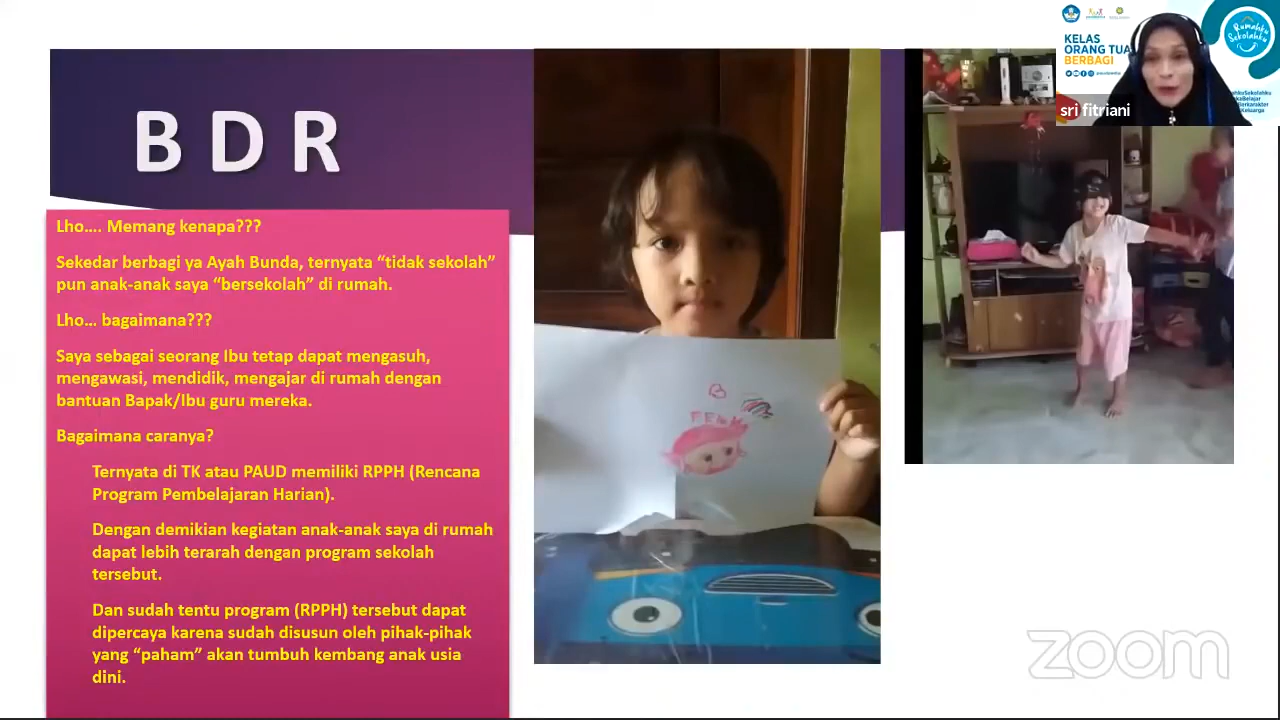 B D R
Lho.... Memang kenapa???
Sekedar berbagi ya Ayah Bunda, ternyata “tidak sekolah”
pun anak-anak saya “bersekolah” di rumah.
Lho... bagaimana???
Saya sebagai seorang Ibu tetap dapat mengasuh,
mengawasi, mendidik, mengajar di rumah dengan
bantuan Bapak/Ibu guru mereka.
Bagaimana caranya?
Ternyata di TK atau PAUD memiliki RPPH (Rencana
Program Pembelajaran Harian).
Dengan demikian kegiatan anak-anak saya di rumah
dapat lebih terarah dengan program sekolah
tersebut.
Dan sudah tentu program (RPPH) tersebut dapat
dipercaya karena sudah disusun oleh pihak-pihak
yang “paham” akan tumbuh kembang anak usia
dini.
KELAS
ORANG TUA
BERBAGI
Rumahku
Sekolahku
sri fitriani
zoom